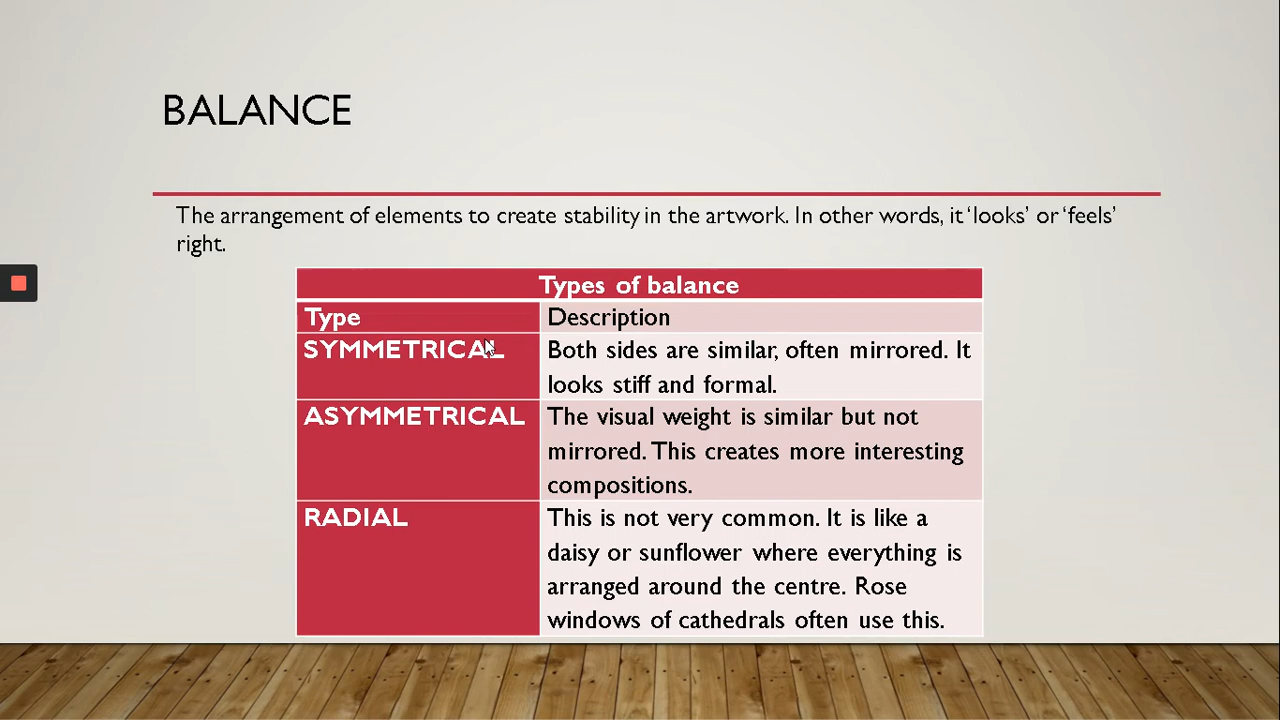 BALANCE
The arrangement of elements to create stability in the artwork. In other words, it ‘looks’ or ‘feels’
right.
Types of balance
Type
Description
SYMMETRICAL
Both sides are similar, often mirrored. It
looks stiff and formal.
ASYMMETRICAL
The visual weight is similar but not
mirrored. This creates more interesting
compositions.
RADIAL
This is not very common. It is like a
daisy or sunflower where everything is
arranged around the centre. Rose
windows of cathedrals often use this.